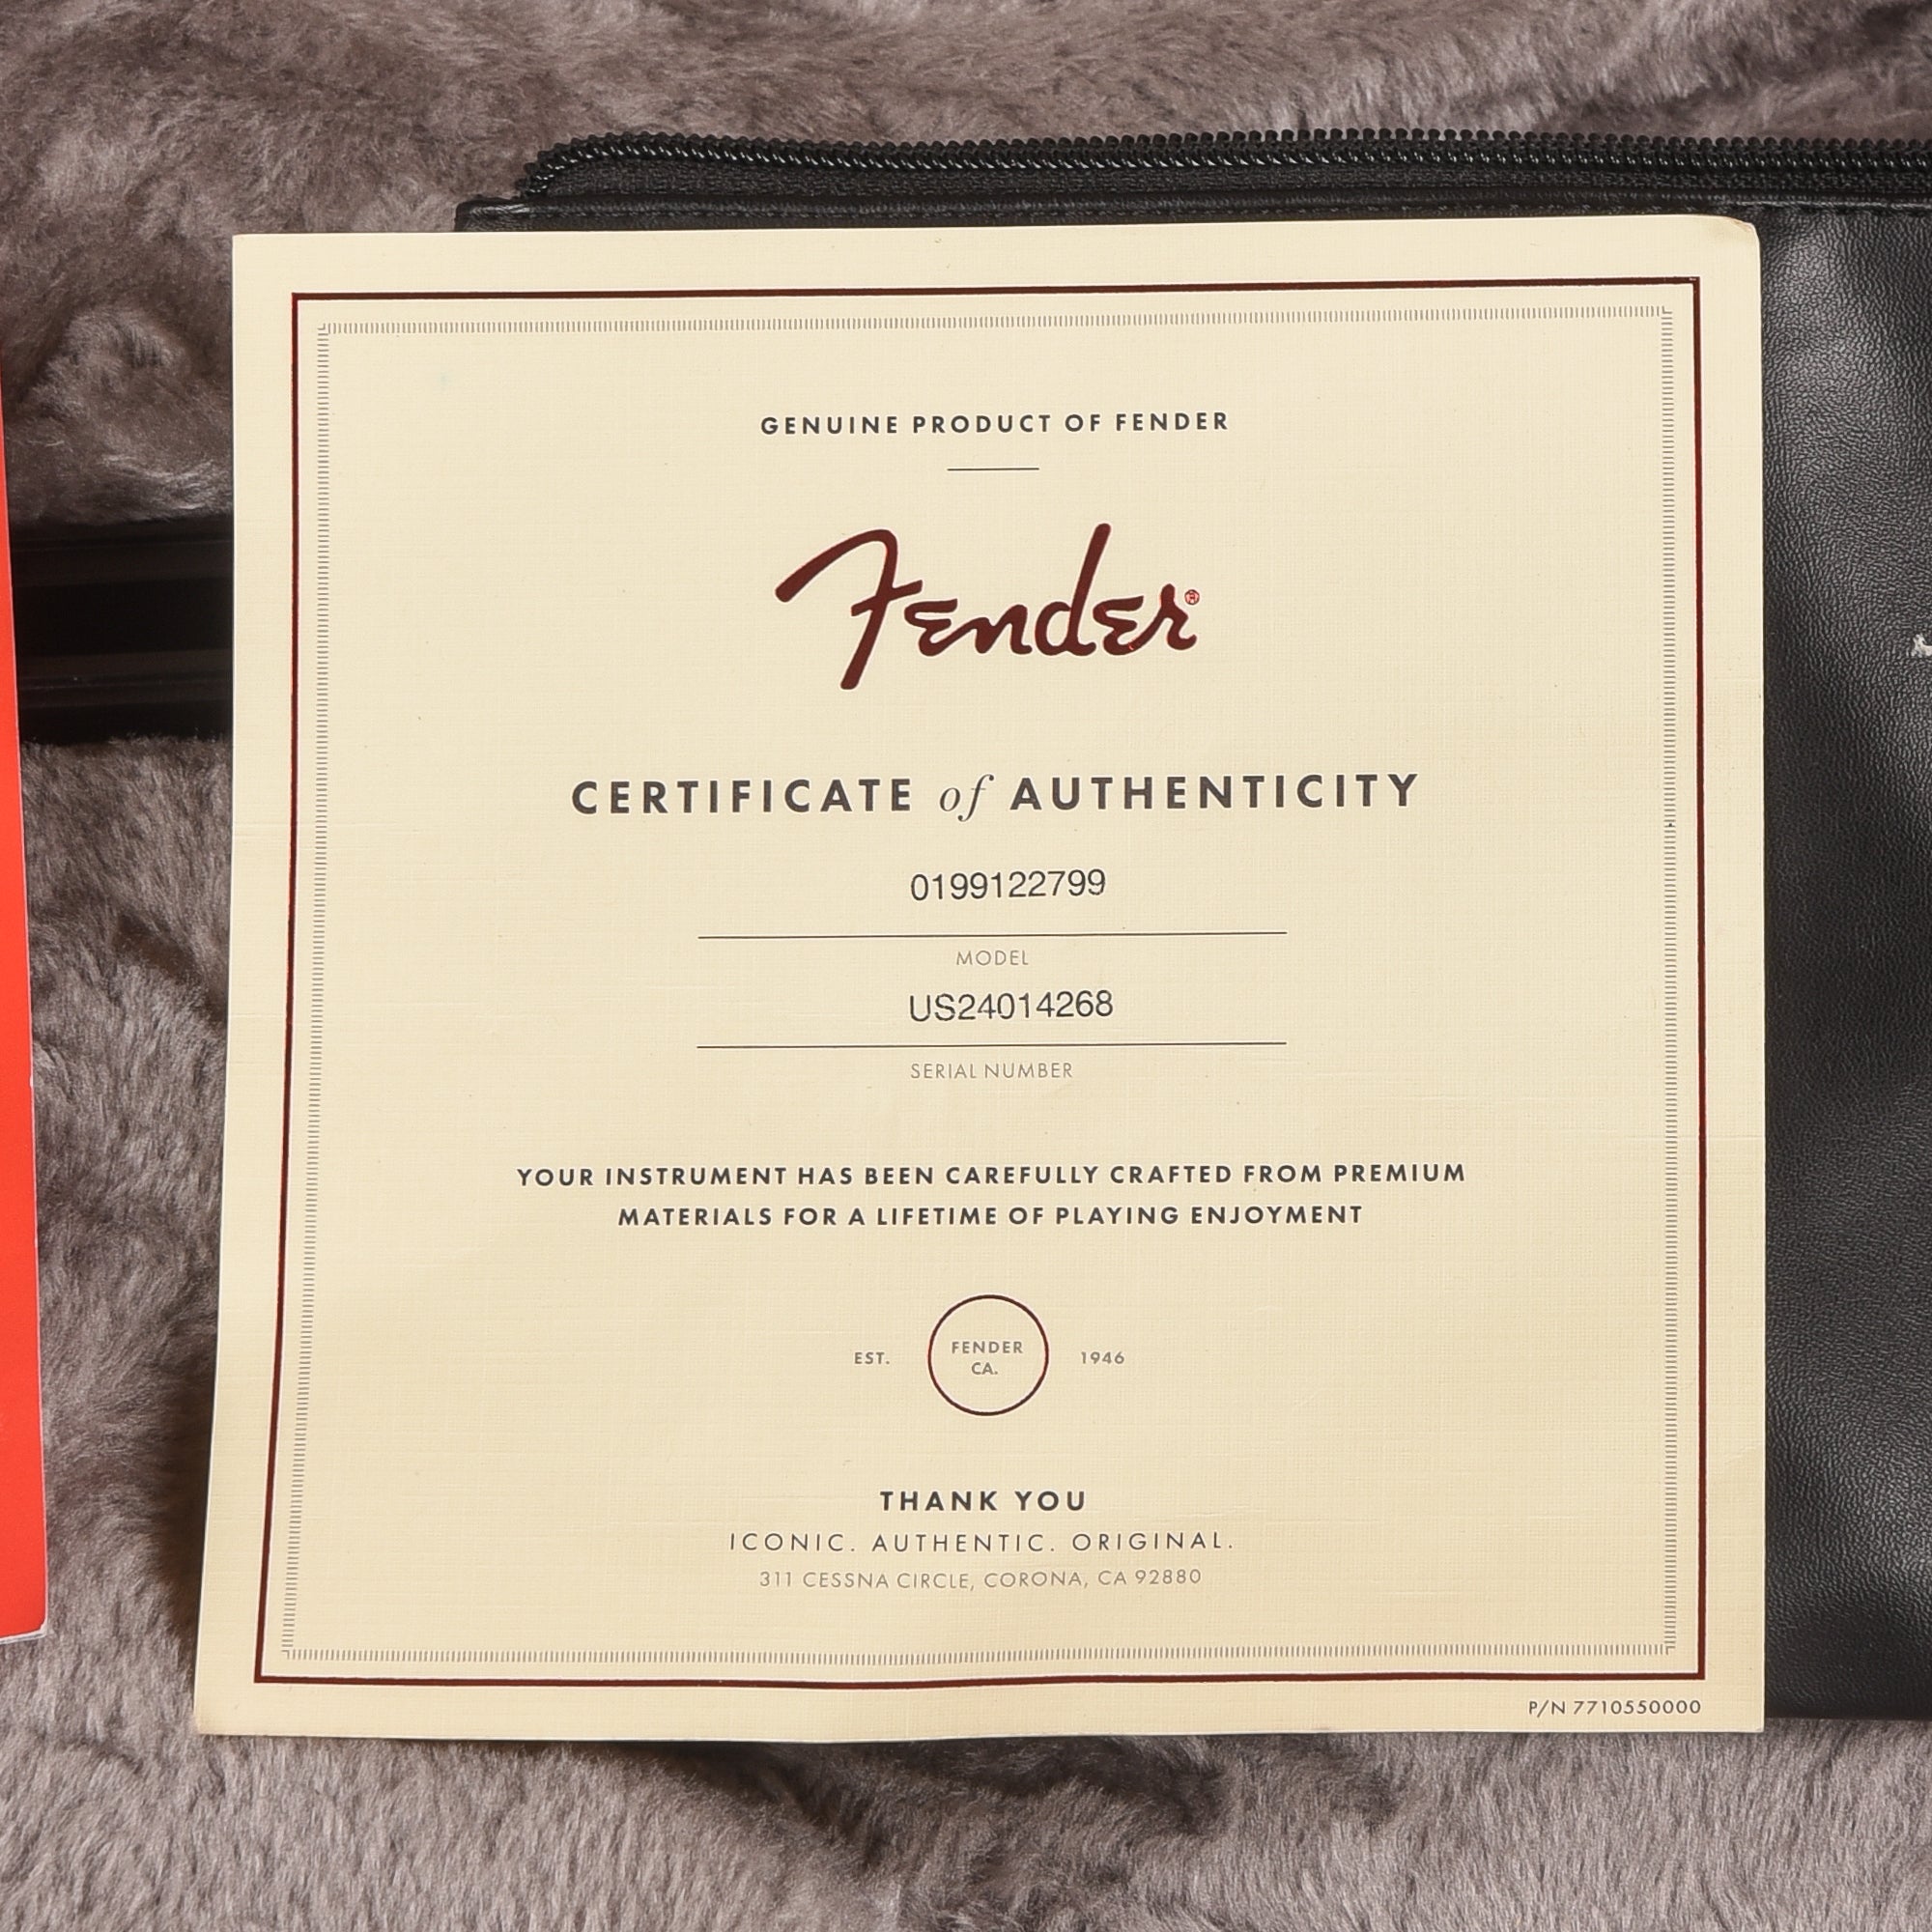 GENUINE PRODUCT OF FENDER
Fender®
CERTIFICATE of AUTHENTICITY
0199122799
MODEL
US24014268
SERIAL NUMBER
YOUR INSTRUMENT HAS BEEN CAREFULLY CRAFTED FROM PREMIUM
MATERIALS FOR A LIFETIME OF PLAYING ENJOYMENT
EST. FENDER CA. 1946
THANK YOU
ICONIC. AUTHENTIC. ORIGINAL.
311 CESSNA CIRCLE, CORONA, CA 92880
P/N 7710550000